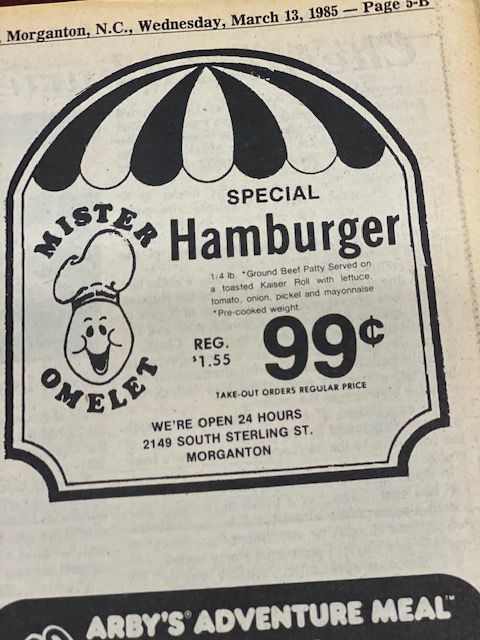 , Morganton, N.C., Wednesday, March 13, 1985 — Page 5-B
MISTER
OMELET
SPECIAL
Hamburger
1/4 lb. *Ground Beef Patty Served on
a toasted Kaiser Roll with lettuce,
tomato, onion, pickel and mayonnaise
*Pre-cooked weight.
REG.
$1.55
99¢
TAKE-OUT ORDERS REGULAR PRICE
WE'RE OPEN 24 HOURS
2149 SOUTH STERLING ST.
MORGANTON
ARBY'S® ADVENTURE MEAL™